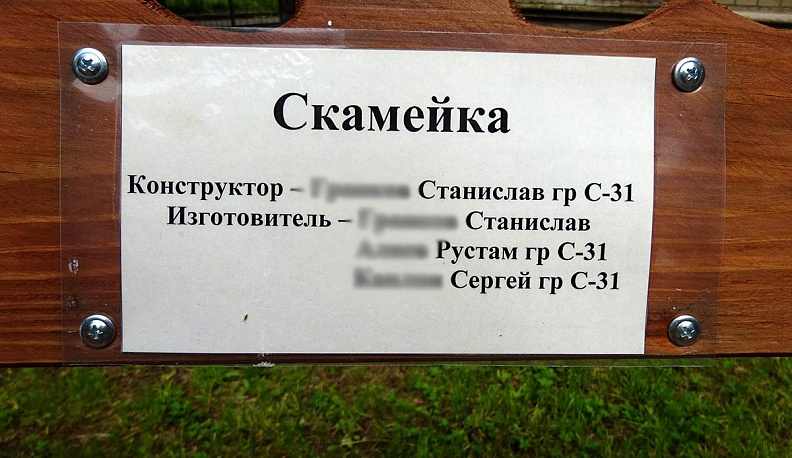 Скамейка
Конструктор – Станислав гр С-31
Изготовитель – Станислав
Рустам гр С-31
Сергей гр С-31